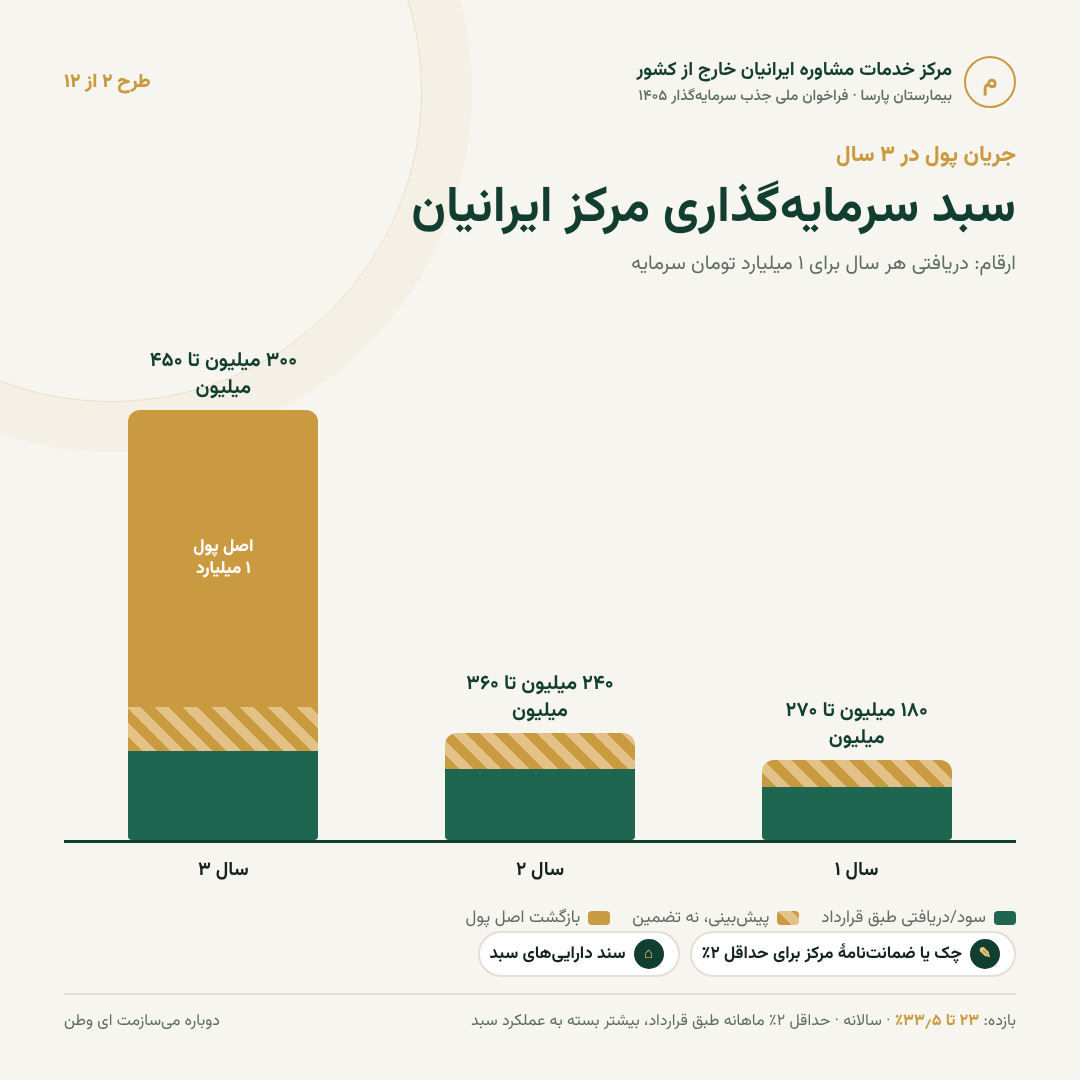 م
مرکز خدمات مشاوره ایرانیان خارج از کشور
بیمارستان پارسا · فراخوان ملی جذب سرمایه‌گذار ۱۴۰۵
طرح ۲ از ۱۲
جریان پول در ۳ سال
سبد سرمایه‌گذاری مرکز ایرانیان
ارقام: دریافتی هر سال برای ۱ میلیارد تومان سرمایه
۱۸۰ میلیون تا ۲۷۰
میلیون
۲۴۰ میلیون تا ۳۶۰
میلیون
۳۰۰ میلیون تا ۴۵۰
میلیون
اصل پول
۱ میلیارد
سال ۱
سال ۲
سال ۳
سود/دریافتی طبق قرارداد
پیش‌بینی، نه تضمین
بازگشت اصل پول
چک یا ضمانت‌نامهٔ مرکز برای حداقل ۲٪
سند دارایی‌های سبد
بازده: ۲۳ تا ۳۳٫۵٪ · سالانه · حداقل ۲٪ ماهانه طبق قرارداد، بیشتر بسته به عملکرد سبد
دوباره می‌سازمت ای وطن